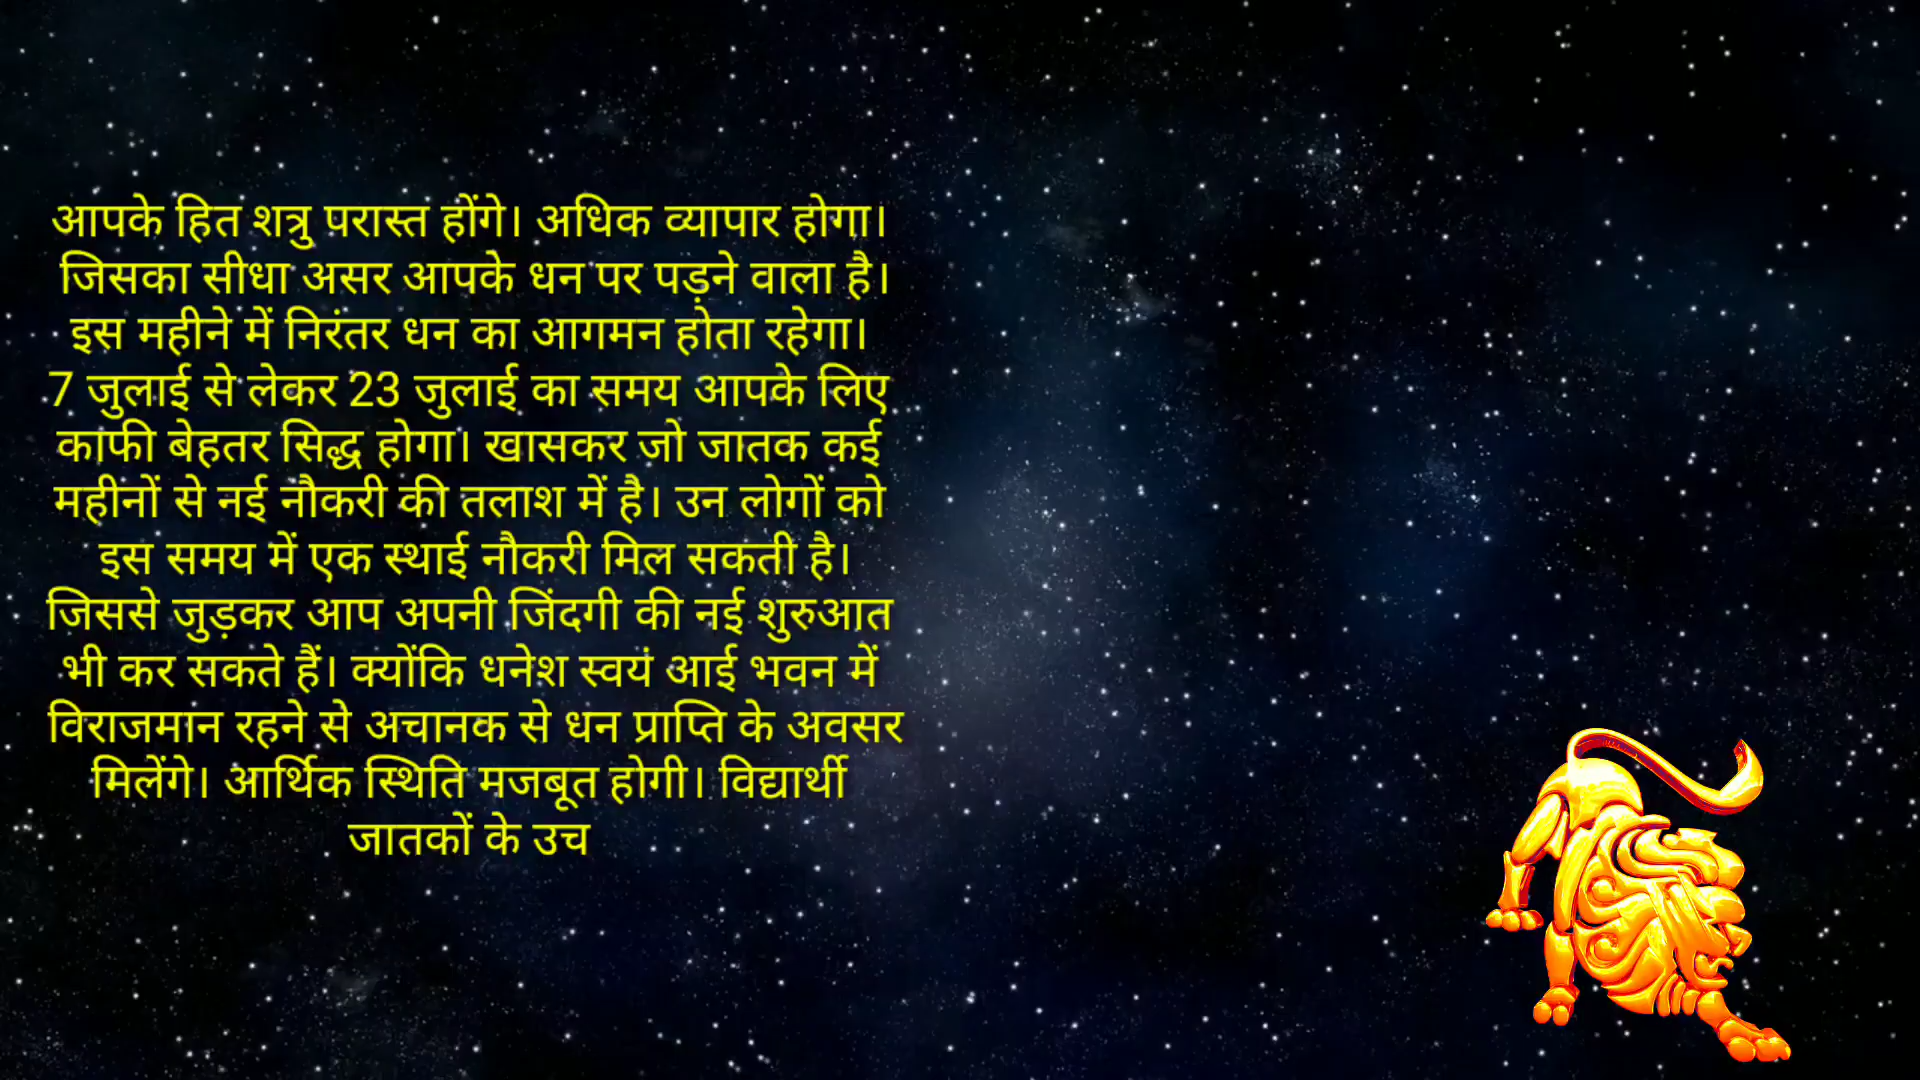 आपके हित शत्रु परास्त होंगे। अधिक व्यापार होगा।
जिसका सीधा असर आपके धन पर पड़ने वाला है।
इस महीने में निरंतर धन का आगमन होता रहेगा।
7 जुलाई से लेकर 23 जुलाई का समय आपके लिए
काफी बेहतर सिद्ध होगा। खासकर जो जातक कई
महीनों से नई नौकरी की तलाश में है। उन लोगों को
इस समय में एक स्थाई नौकरी मिल सकती है।
जिससे जुड़कर आप अपनी जिंदगी की नई शुरुआत
भी कर सकते हैं। क्योंकि धनेश स्वयं आई भवन में
विराजमान रहने से अचानक से धन प्राप्ति के अवसर
मिलेंगे। आर्थिक स्थिति मजबूत होगी। विद्यार्थी
जातकों के उच